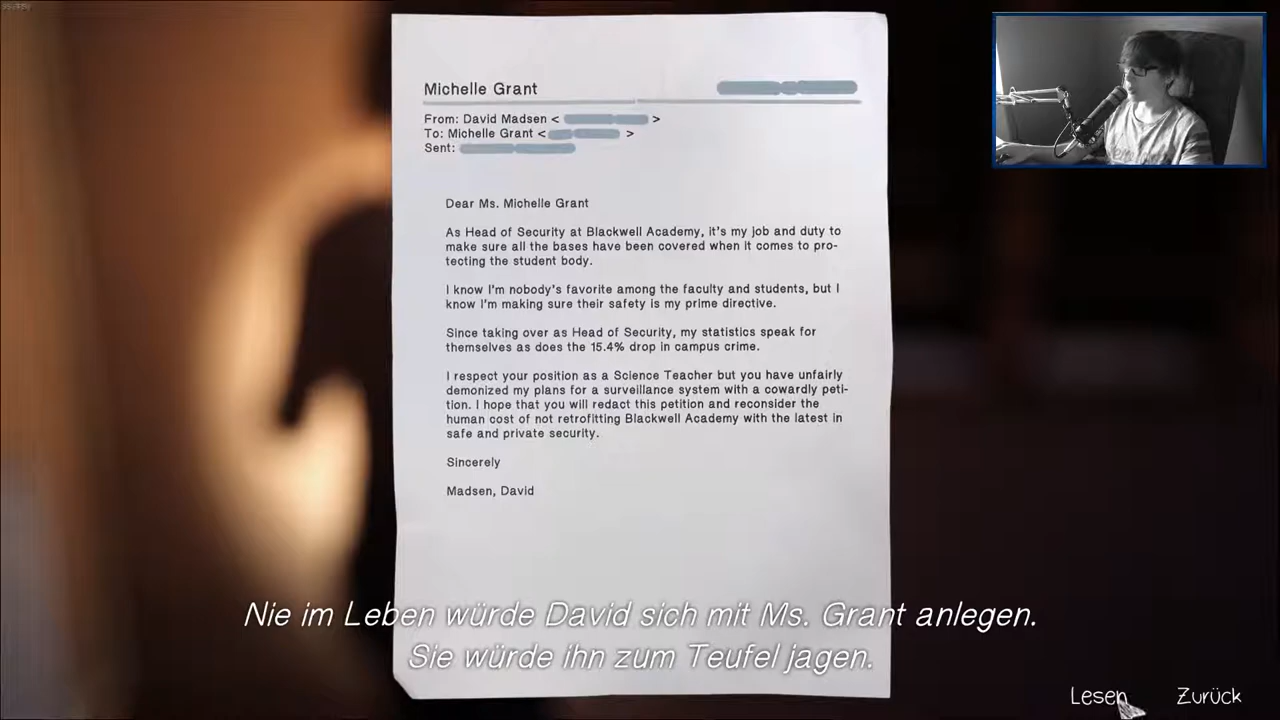 Michelle Grant
From: David Madsen < >
To: Michelle Grant < >
Sent:
Dear Ms. Michelle Grant
As Head of Security at Blackwell Academy, it's my job and duty to
make sure all the bases have been covered when it comes to pro-
tecting the student body.
I know I'm nobody's favorite among the faculty and students, but I
know I'm making sure their safety is my prime directive.
Since taking over as Head of Security, my statistics speak for
themselves as does the 15.4% drop in campus crime.
I respect your position as a Science Teacher but you have unfairly
demonized my plans for a surveillance system with a cowardly peti-
tion. I hope that you will redact this petition and reconsider the
human cost of not retrofitting Blackwell Academy with the latest in
safe and private security.
Sincerely
Madsen, David
Nie im Leben würde David sich mit Ms. Grant anlegen.
Sie würde ihn zum Teufel jagen.
Lesen Zurück